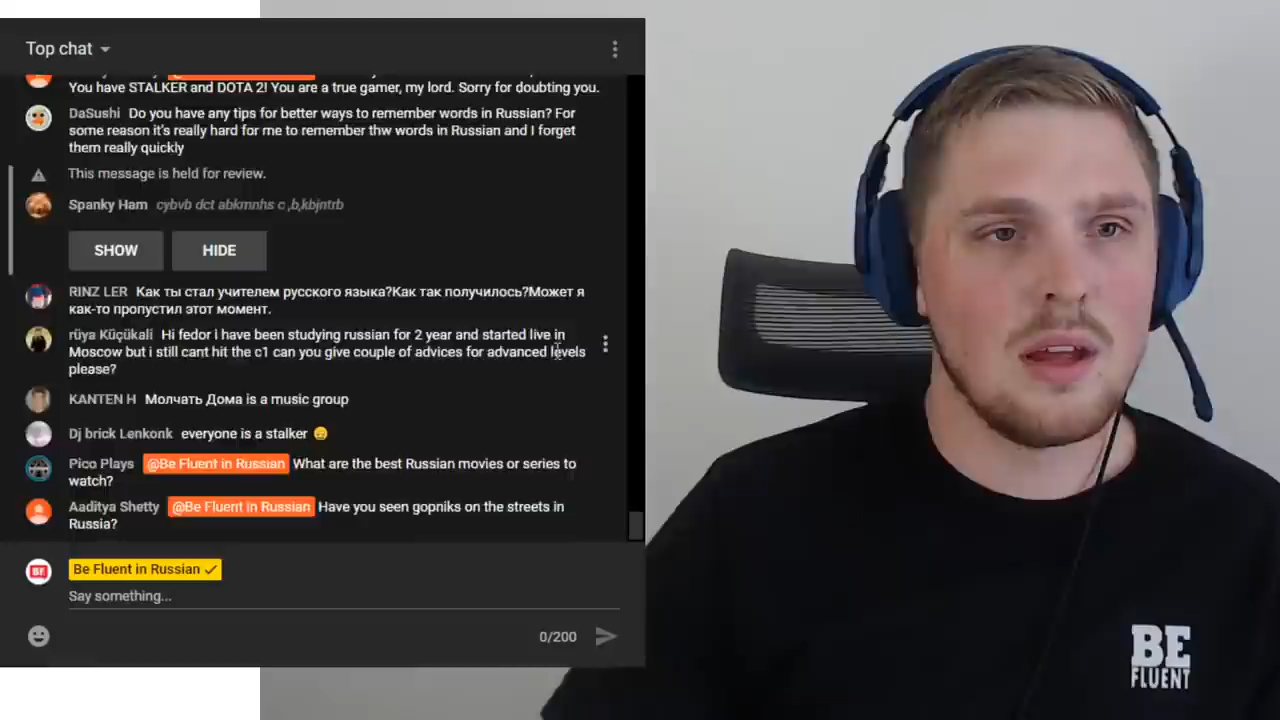 Top chat
You have STALKER and DOTA 2! You are a true gamer, my lord. Sorry for doubting you.
DaSushi Do you have any tips for better ways to remember words in Russian? For
some reason it's really hard for me to remember thw words in Russian and I forget
them really quickly
This message is held for review.
Spanky Ham cybvb dct abkmnhs c ,b,kbjntrb
SHOW HIDE
RINZ LER Как ты стал учителем русского языка?Как так получилось?Может я
как-то пропустил этот момент.
rüya Küçükali Hi fedor i have been studying russian for 2 year and started live in
Moscow but i still cant hit the c1 can you give couple of advices for advanced levels
please?
KANTEN H Молчать Дома is a music group
Dj brick Lenkonk everyone is a stalker 😐
Pico Plays @Be Fluent in Russian What are the best Russian movies or series to
watch?
Aaditya Shetty @Be Fluent in Russian Have you seen gopniks on the streets in
Russia?
BE
Be Fluent in Russian ✓
Say something...
0/200
BE
FLUENT